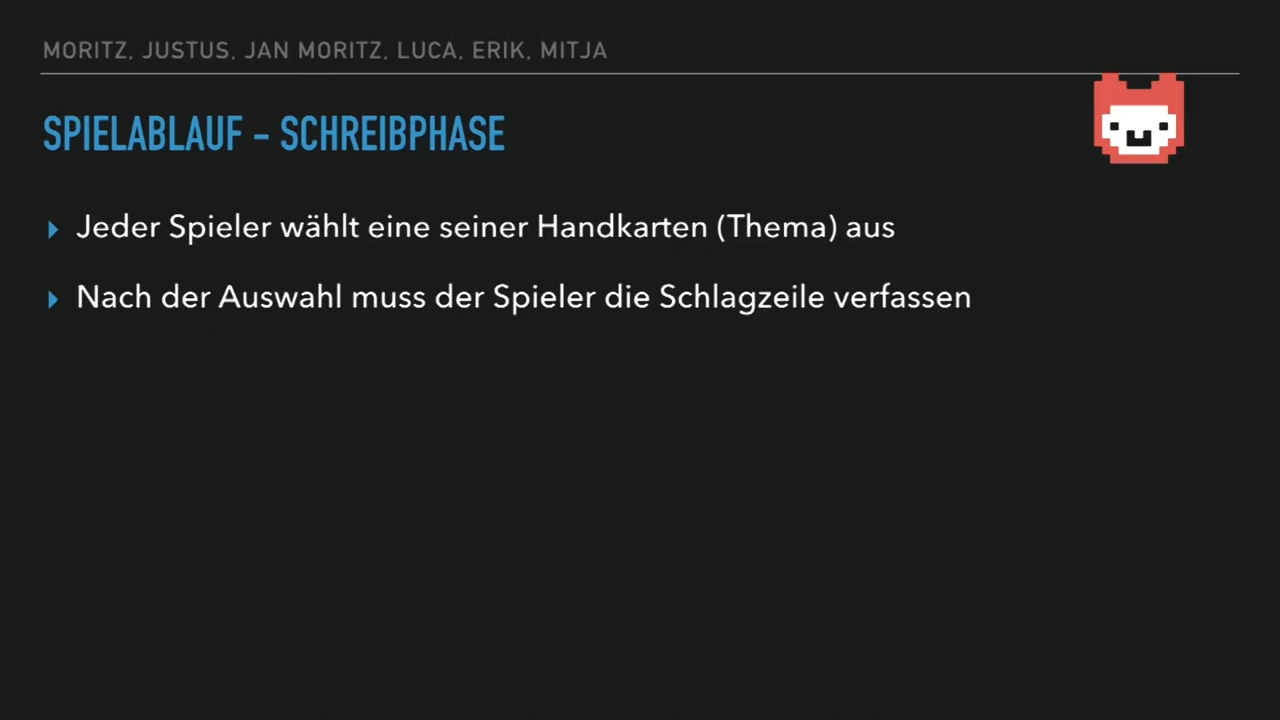 MORITZ, JUSTUS, JAN MORITZ, LUCA, ERIK, MITJA
SPIELABLAUF – SCHREIBPHASE
Jeder Spieler wählt eine seiner Handkarten (Thema) aus
Nach der Auswahl muss der Spieler die Schlagzeile verfassen